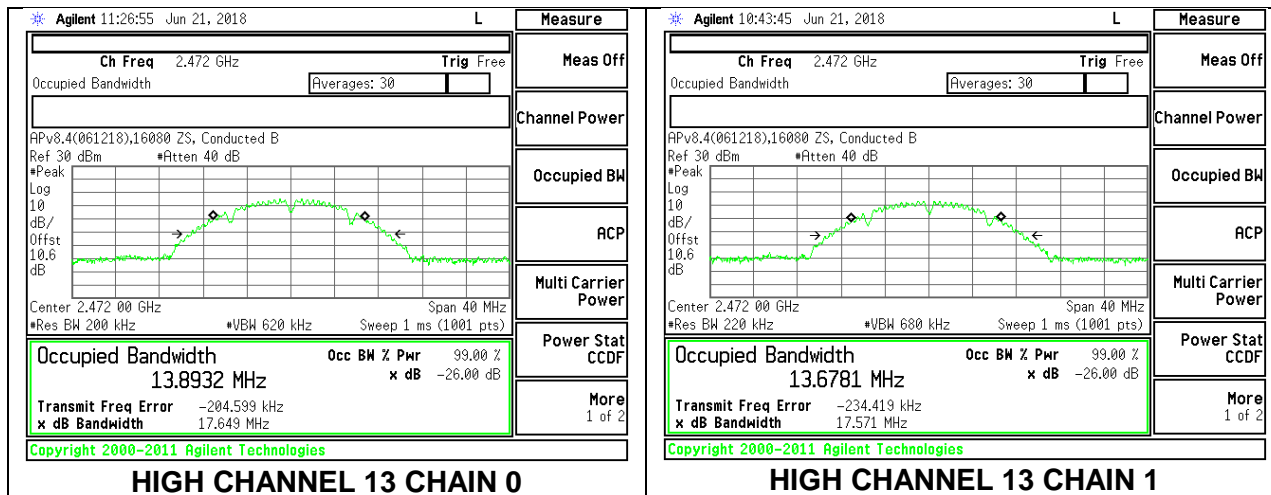 Agilent 11:26:55 Jun 21, 2018 L
Measure
Ch Freq 2.472 GHz Trig Free
Occupied Bandwidth Averages: 30
APv8.4(061218),16080 ZS, Conducted B
Ref 30 dBm #Atten 40 dB
#Peak
Log
10
dB/
Offst
10.6
dB
Center 2.472 00 GHz Span 40 MHz
#Res BW 200 kHz #VBW 620 kHz Sweep 1 ms (1001 pts)
Occupied Bandwidth Occ BW % Pwr 99.00 %
13.8932 MHz x dB -26.00 dB
Transmit Freq Error -204.599 kHz
x dB Bandwidth 17.649 MHz
Copyright 2000-2011 Agilent Technologies
Meas Off
Channel Power
Occupied BW
ACP
Multi Carrier
Power
Power Stat
CCDF
More
1 of 2
HIGH CHANNEL 13 CHAIN 0
Agilent 10:43:45 Jun 21, 2018 L
Measure
Ch Freq 2.472 GHz Trig Free
Occupied Bandwidth Averages: 30
APv8.4(061218),16080 ZS, Conducted B
Ref 30 dBm #Atten 40 dB
#Peak
Log
10
dB/
Offst
10.6
dB
Center 2.472 00 GHz Span 40 MHz
#Res BW 220 kHz #VBW 680 kHz Sweep 1 ms (1001 pts)
Occupied Bandwidth Occ BW % Pwr 99.00 %
13.6781 MHz x dB -26.00 dB
Transmit Freq Error -234.419 kHz
x dB Bandwidth 17.571 MHz
Copyright 2000-2011 Agilent Technologies
Meas Off
Channel Power
Occupied BW
ACP
Multi Carrier
Power
Power Stat
CCDF
More
1 of 2
HIGH CHANNEL 13 CHAIN 1